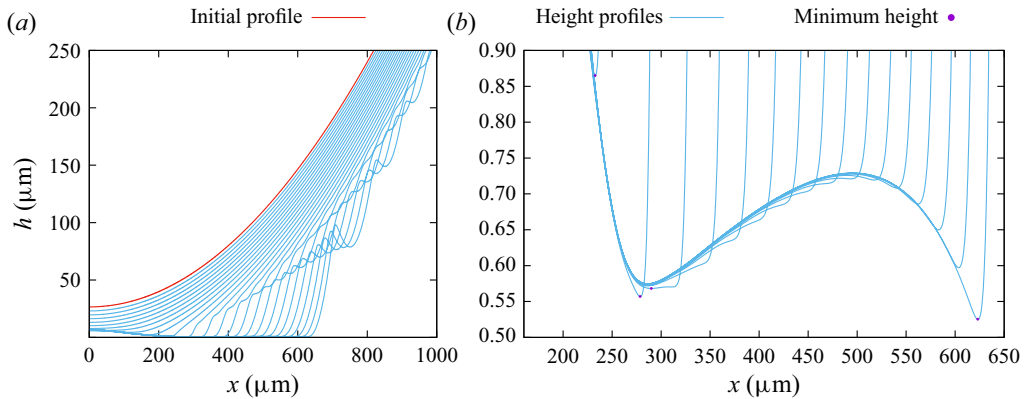 (a) Initial profile
(b) Height profiles Minimum height
250
200
150
100
50
h (μm)
0 200 400 600 800 1000
x (μm)
0.90
0.85
0.80
0.75
0.70
0.65
0.60
0.55
0.50
200 250 300 350 400 450 500 550 600 650
x (μm)